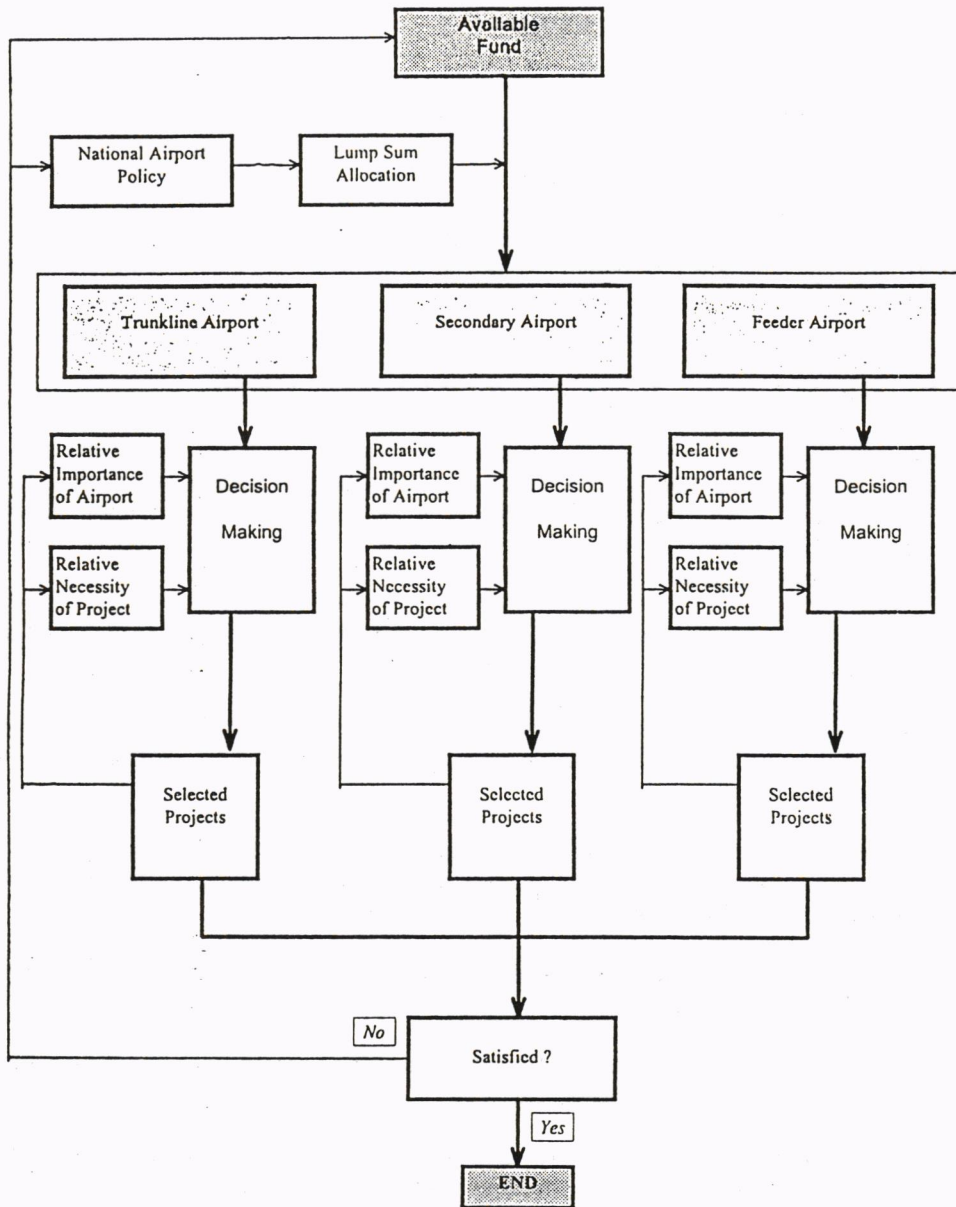 Available
Fund
National Airport
Policy
Lump Sum
Allocation
Trunkline Airport
Secondary Airport
Feeder Airport
Relative
Importance
of Airport
Decision
Making
Relative
Necessity
of Project
Relative
Importance
of Airport
Decision
Making
Relative
Necessity
of Project
Relative
Importance
of Airport
Decision
Making
Relative
Necessity
of Project
Selected
Projects
Selected
Projects
Selected
Projects
No
Satisfied ?
Yes
END